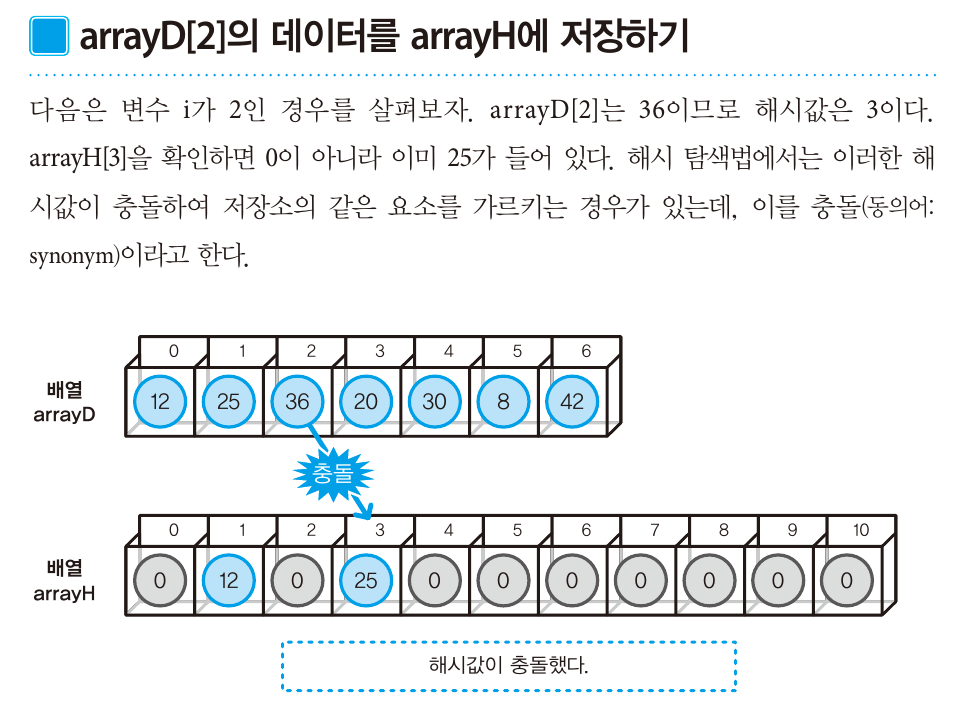 arrayD[2]의 데이터를 arrayH에 저장하기
다음은 변수 i가 2인 경우를 살펴보자. arrayD[2]는 36이므로 해시값은 3이다.
arrayH[3]을 확인하면 0이 아니라 이미 25가 들어 있다. 해시 탐색법에서는 이러한 해
시값이 충돌하여 저장소의 같은 요소를 가르키는 경우가 있는데, 이를 충돌(동의어:
synonym)이라고 한다.
0 1 2 3 4 5 6
배열
arrayD
12 25 36 20 30 8 42
충돌
0 1 2 3 4 5 6 7 8 9 10
배열
arrayH
0 12 0 25 0 0 0 0 0 0 0
해시값이 충돌했다.